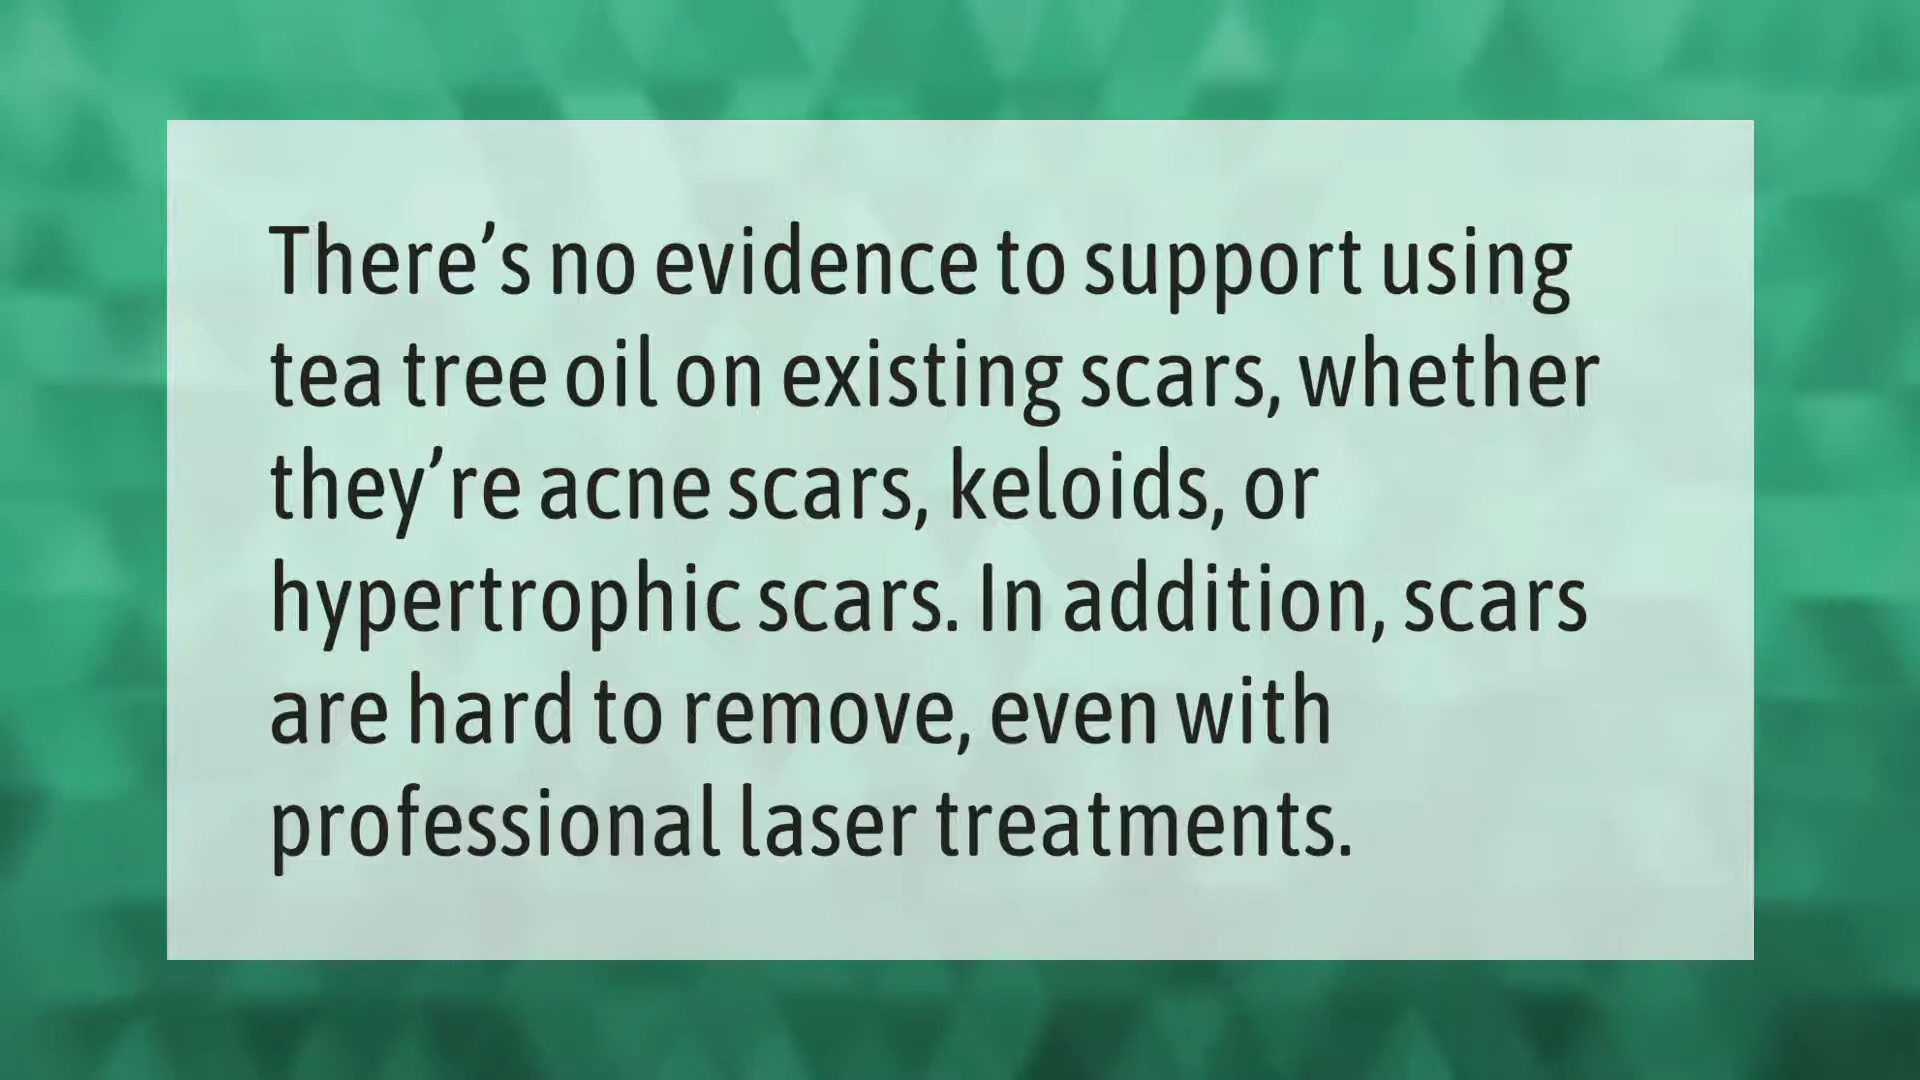 There’s no evidence to support using
tea tree oil on existing scars, whether
they’re acne scars, keloids, or
hypertrophic scars. In addition, scars
are hard to remove, even with
professional laser treatments.